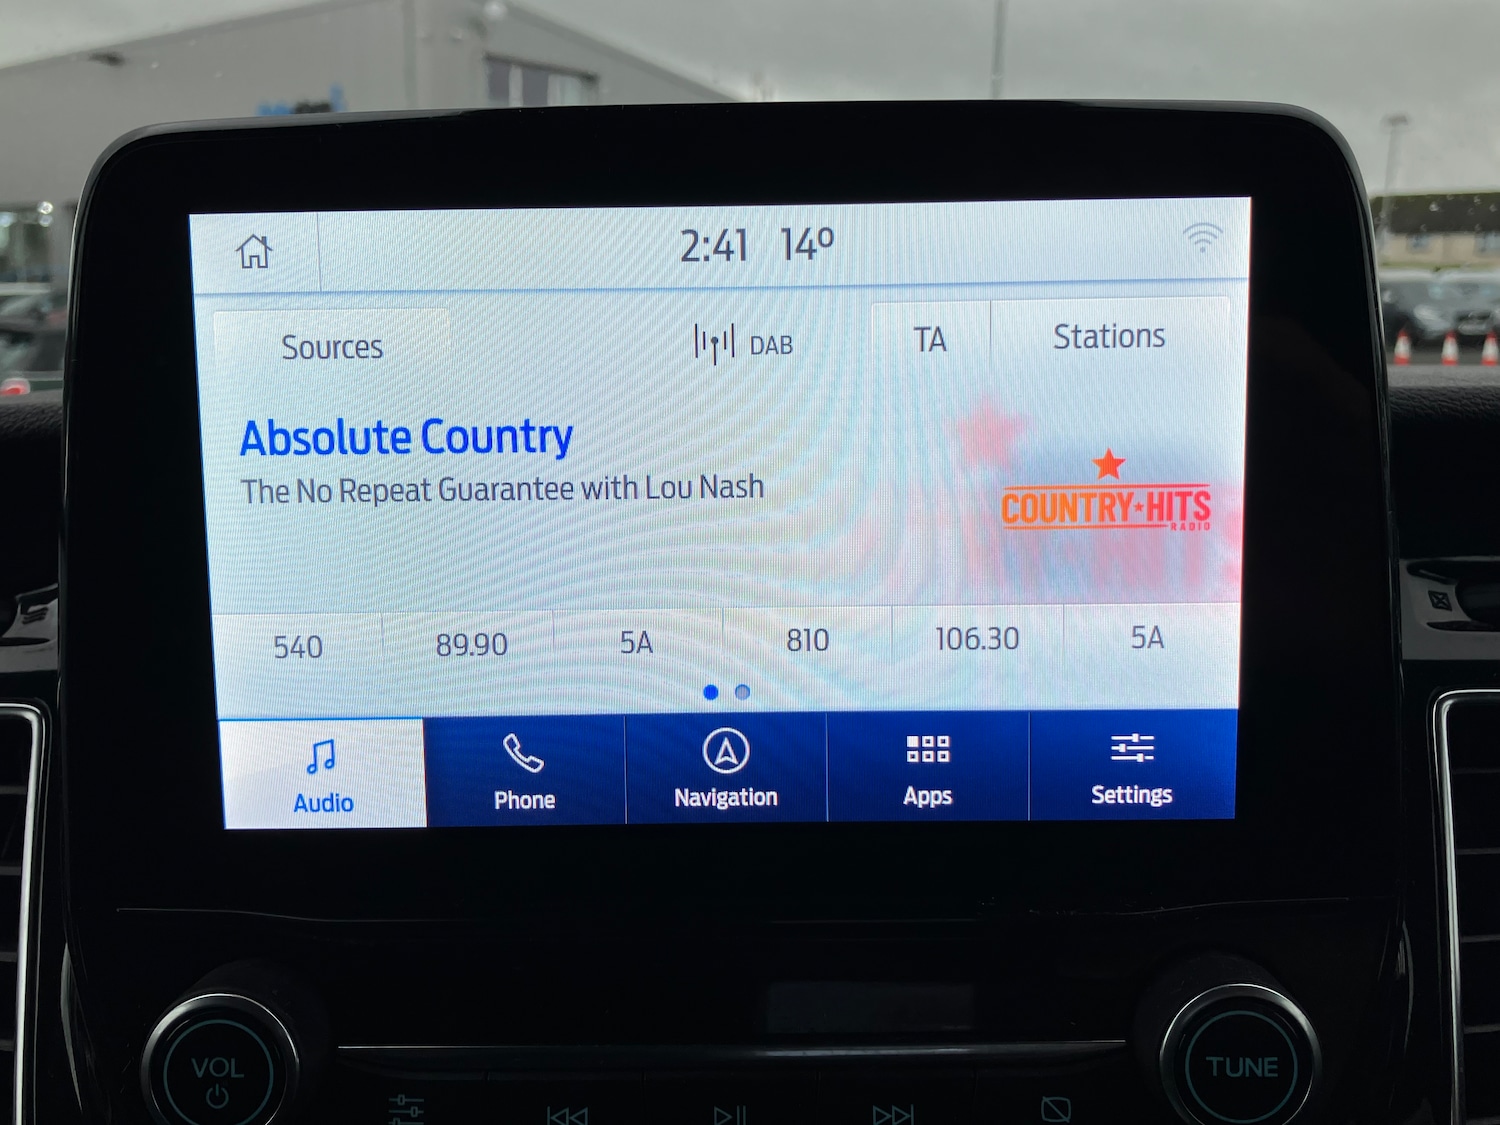 2:41 14º
Sources
DAB
TA
Stations
Absolute Country
The No Repeat Guarantee with Lou Nash
COUNTRY★HITS
RADIO
540
89.90
5A
810
106.30
5A
Audio
Phone
Navigation
Apps
Settings
VOL
TUNE